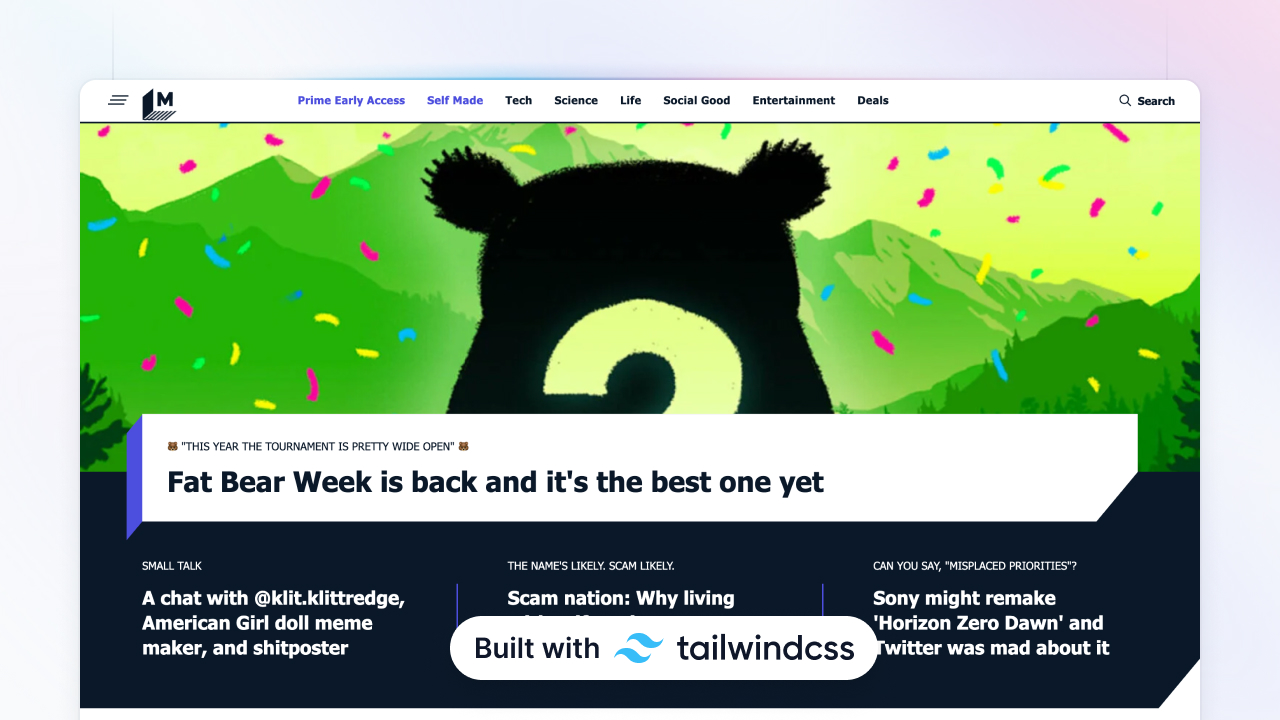 M
Prime Early Access Self Made Tech Science Life Social Good Entertainment Deals
Search
?
"THIS YEAR THE TOURNAMENT IS PRETTY WIDE OPEN"
Fat Bear Week is back and it's the best one yet
SMALL TALK
A chat with @klit.klittredge,
American Girl doll meme
maker, and shitposter
THE NAME'S LIKELY. SCAM LIKELY.
Scam nation: Why living
CAN YOU SAY, "MISPLACED PRIORITIES"?
Sony might remake
'Horizon Zero Dawn' and
Twitter was mad about it
Built with tailwindcss